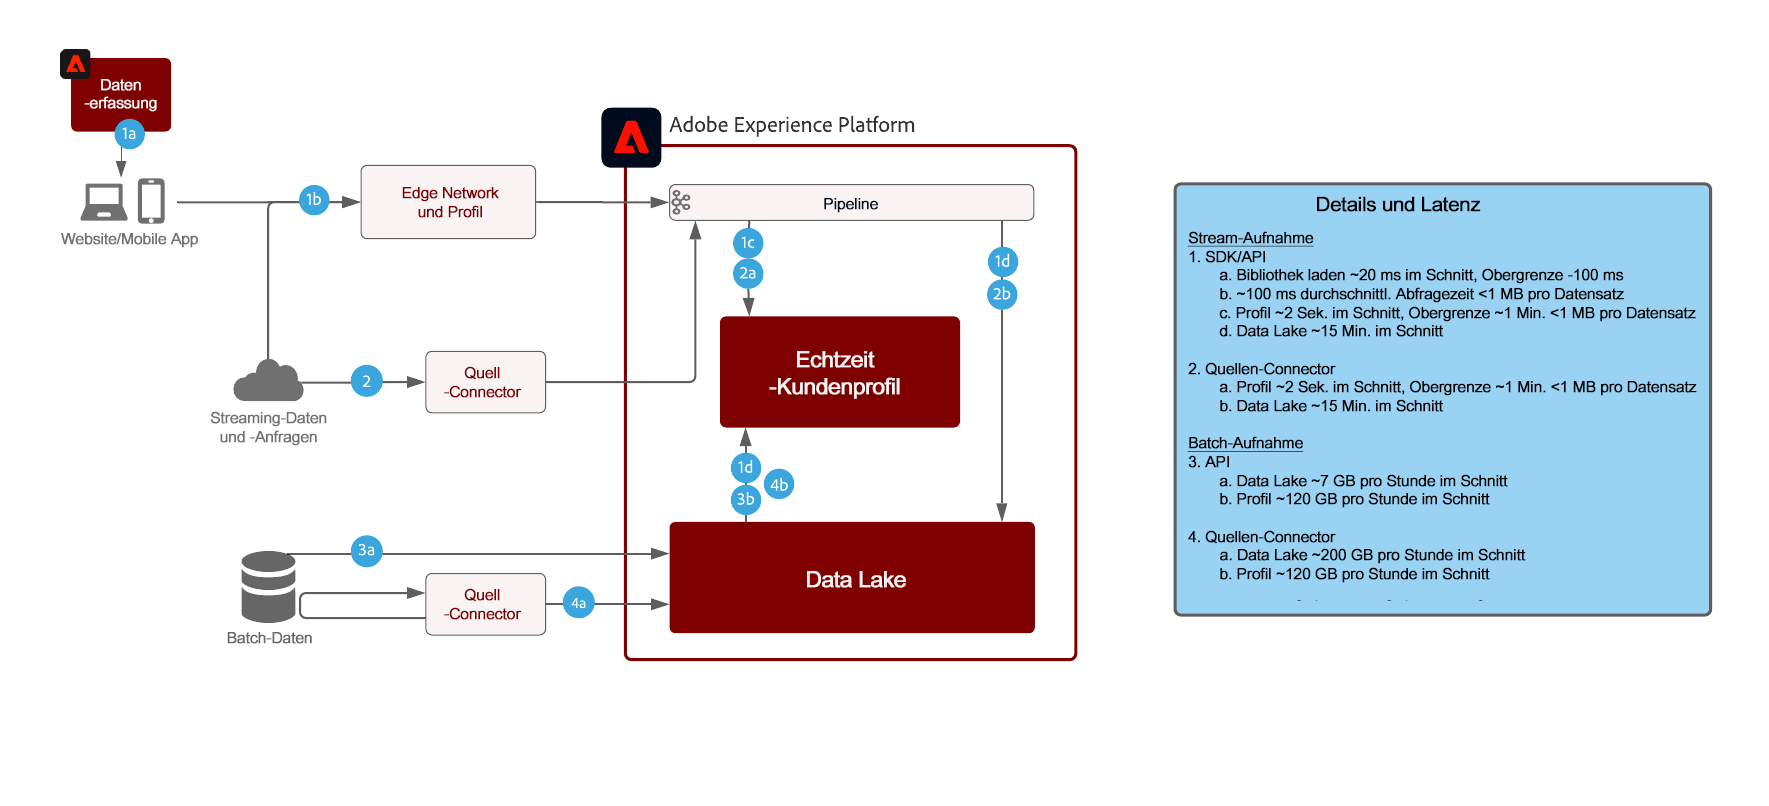 Daten
-erfassung
1a
Website/Mobile App
1b
Edge Network
und Profil
Streaming-Daten
und -Anfragen
2
Quell
-Connector
Batch-Daten
3a
Quell
-Connector
4a
Adobe Experience Platform
Pipeline
1c
2a
1d
2b
Echtzeit
-Kundenprofil
1d
3b
4b
Data Lake
Details und Latenz
Stream-Aufnahme
1. SDK/API
a. Bibliothek laden ~20 ms im Schnitt, Obergrenze -100 ms
b. ~100 ms durchschnittl. Abfragezeit <1 MB pro Datensatz
c. Profil ~2 Sek. im Schnitt, Obergrenze ~1 Min. <1 MB pro Datensatz
d. Data Lake ~15 Min. im Schnitt
2. Quellen-Connector
a. Profil ~2 Sek. im Schnitt, Obergrenze ~1 Min. <1 MB pro Datensatz
b. Data Lake ~15 Min. im Schnitt
Batch-Aufnahme
3. API
a. Data Lake ~7 GB pro Stunde im Schnitt
b. Profil ~120 GB pro Stunde im Schnitt
4. Quellen-Connector
a. Data Lake ~200 GB pro Stunde im Schnitt
b. Profil ~120 GB pro Stunde im Schnitt